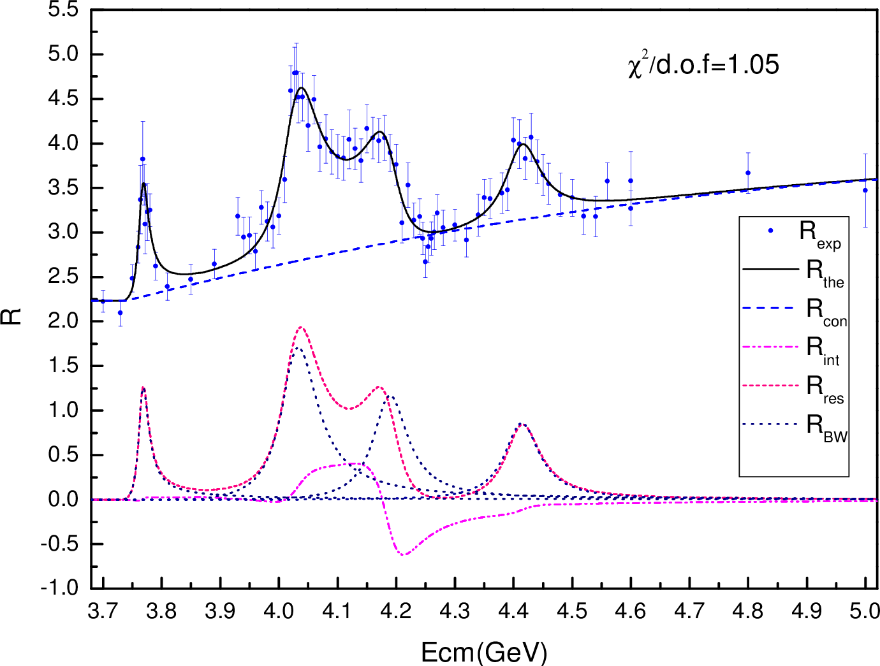 5.5
5.0
4.5
4.0
3.5
3.0
2.5
2.0
1.5
1.0
0.5
0.0
-0.5
-1.0
R
χ²/d.o.f=1.05
R_exp
R_the
R_con
R_int
R_res
R_BW
3.7 3.8 3.9 4.0 4.1 4.2 4.3 4.4 4.5 4.6 4.7 4.8 4.9 5.0
Ecm(GeV)